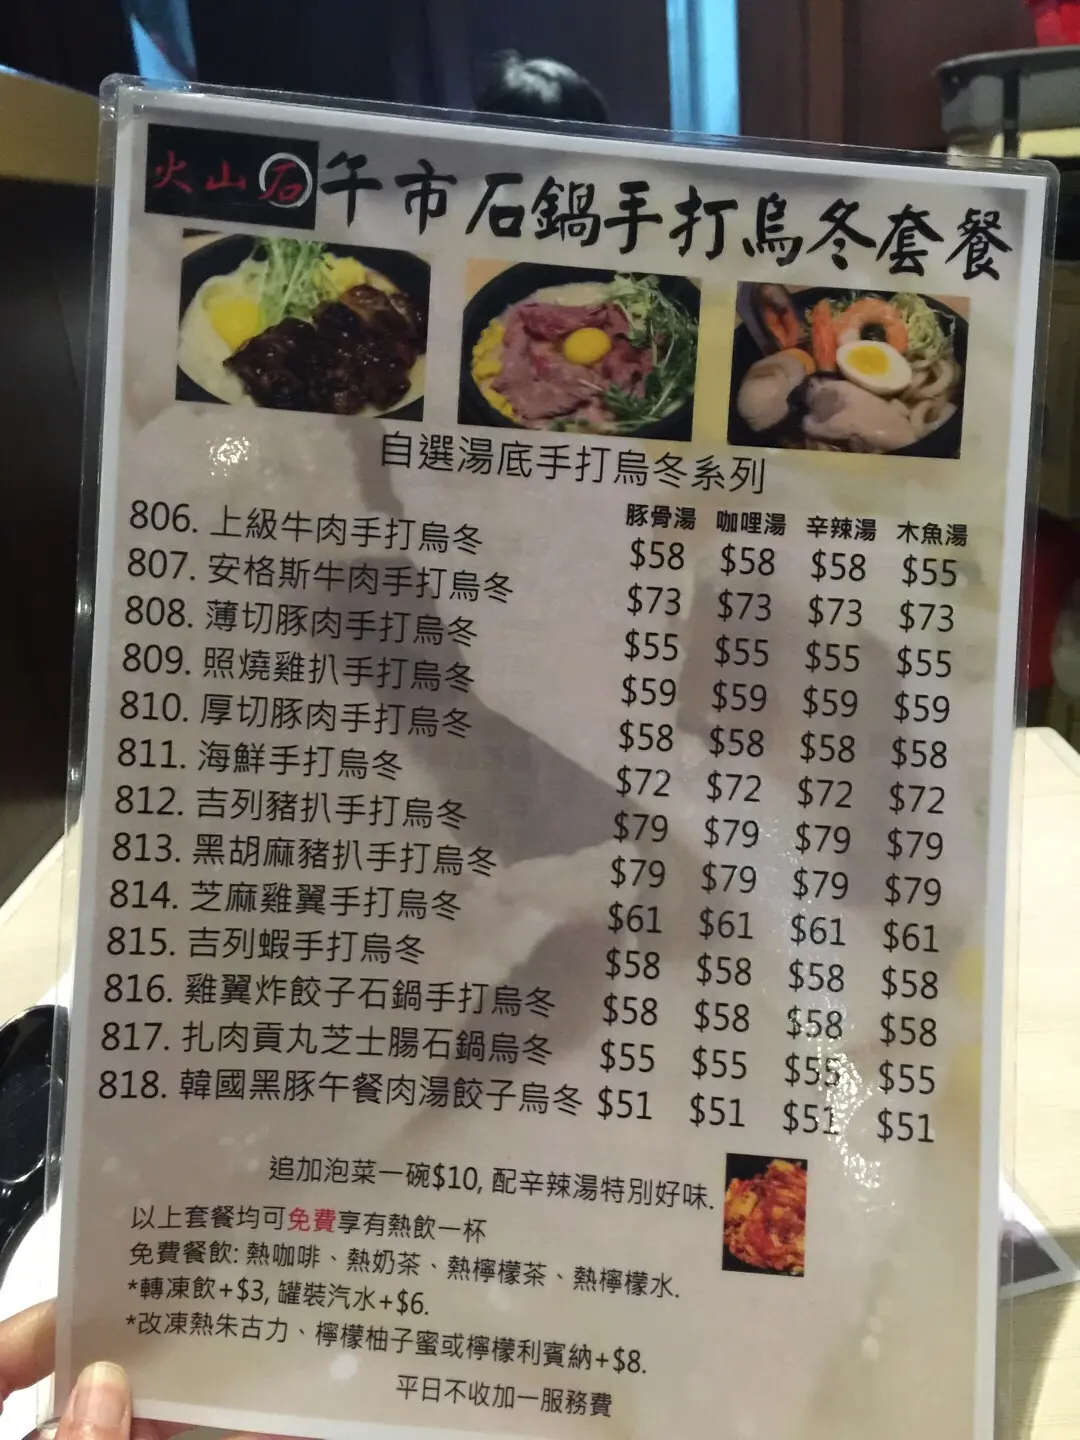 火山石 午市石鍋手打烏冬套餐
自選湯底手打烏冬系列
豚骨湯 咖哩湯 辛辣湯 木魚湯
806. 上級牛肉手打烏冬 $58 $58 $58 $55
807. 安格斯牛肉手打烏冬 $73 $73 $73 $73
808. 薄切豚肉手打烏冬 $55 $55 $55 $55
809. 照燒雞扒手打烏冬 $59 $59 $59 $59
810. 厚切豚肉手打烏冬 $58 $58 $58 $58
811. 海鮮手打烏冬 $72 $72 $72 $72
812. 吉列豬扒手打烏冬 $79 $79 $79 $79
813. 黑胡麻豬扒手打烏冬 $79 $79 $79 $79
814. 芝麻雞翼手打烏冬 $61 $61 $61 $61
815. 吉列蝦手打烏冬 $58 $58 $58 $58
816. 雞翼炸餃子石鍋手打烏冬 $58 $58 $58 $58
817. 扎肉貢丸芝士腸石鍋烏冬 $55 $55 $55 $55
818. 韓國黑豚午餐肉湯餃子烏冬 $51 $51 $51 $51
追加泡菜一碗$10, 配辛辣湯特別好味.
以上套餐均可免費享有熱飲一杯
免費餐飲: 熱咖啡、熱奶茶、熱檸檬茶、熱檸檬水.
*轉凍飲+$3, 罐裝汽水+$6.
*改凍熱朱古力、檸檬柚子蜜或檸檬利賓納+$8.
平日不收加一服務費